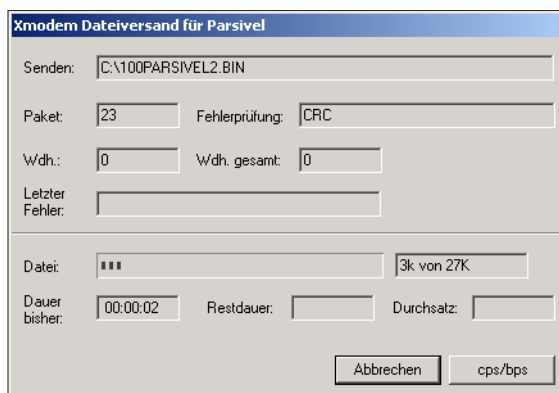 Xmodem Dateiversand für Parsivel
Senden: C:\100PARSIVEL2.BIN
Paket: 23 Fehlerprüfung: CRC
Wdh.: 0 Wdh. gesamt: 0
Letzter
Fehler:
Datei: 3k von 27K
Dauer
bisher: 00:00:02 Restdauer: Durchsatz:
Abbrechen cps/bps